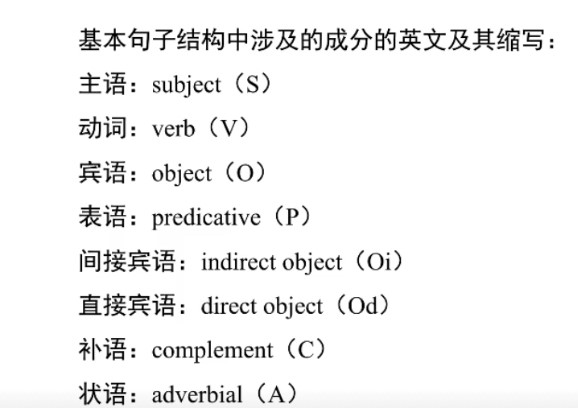 基本句子结构中涉及的成分的英文及其缩写：
主语：subject（S）
动词：verb（V）
宾语：object（O）
表语：predicative（P）
间接宾语：indirect object（Oi）
直接宾语：direct object（Od）
补语：complement（C）
状语：adverbial（A）